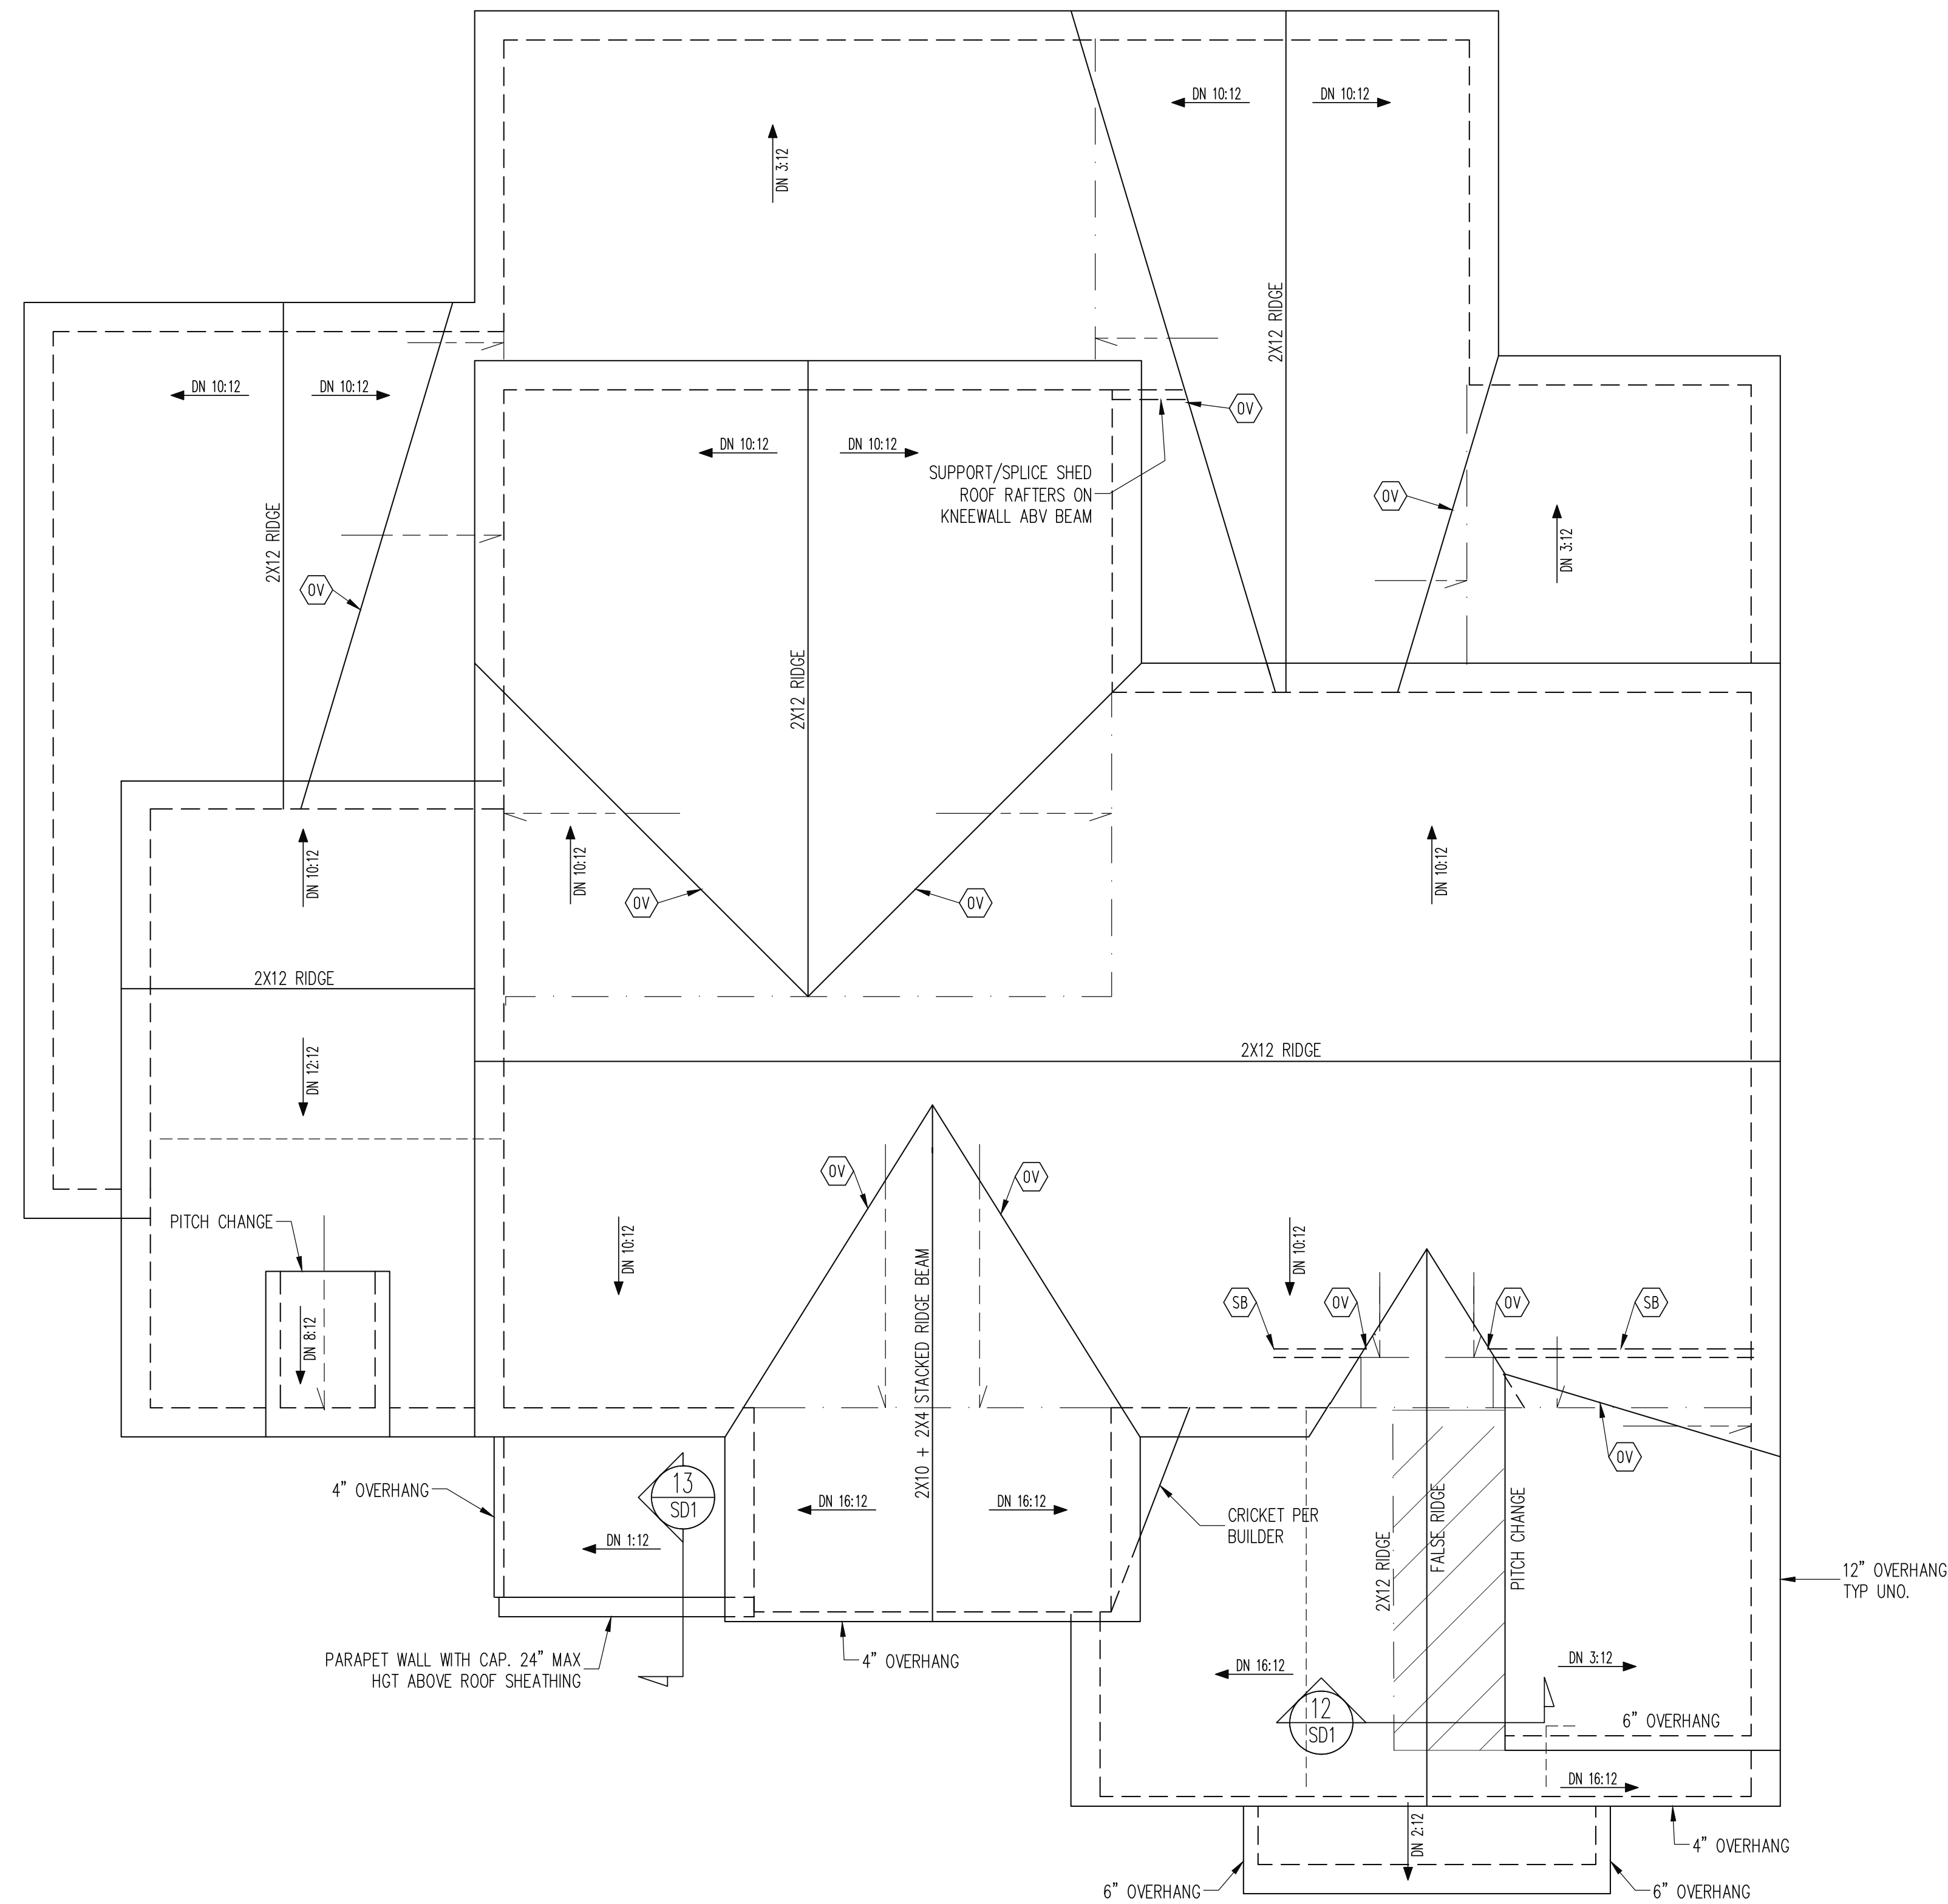 DN 10:12
DN 10:12
DN 3:12
2X12 RIDGE
DN 10:12
DN 10:12
OV
DN 10:12
DN 10:12
SUPPORT/SPLICE SHED
ROOF RAFTERS ON
KNEEWALL ABV BEAM
OV
2X12 RIDGE
DN 3:12
OV
2X12 RIDGE
DN 10:12
DN 10:12
DN 10:12
OV
OV
2X12 RIDGE
2X12 RIDGE
DN 12:12
OV
OV
PITCH CHANGE
DN 10:12
DN 10:12
2X10 + 2X4 STACKED RIDGE BEAM
SB
OV
OV
SB
DN 8:12
OV
4" OVERHANG
13
SD1
DN 16:12
DN 16:12
CRICKET PER
BUILDER
2X12 RIDGE
FALSE RIDGE
PITCH CHANGE
DN 1:12
12" OVERHANG
TYP UNO.
PARAPET WALL WITH CAP. 24" MAX
HGT ABOVE ROOF SHEATHING
4" OVERHANG
DN 16:12
DN 3:12
12
SD1
6" OVERHANG
DN 16:12
DN 2:12
4" OVERHANG
6" OVERHANG
6" OVERHANG